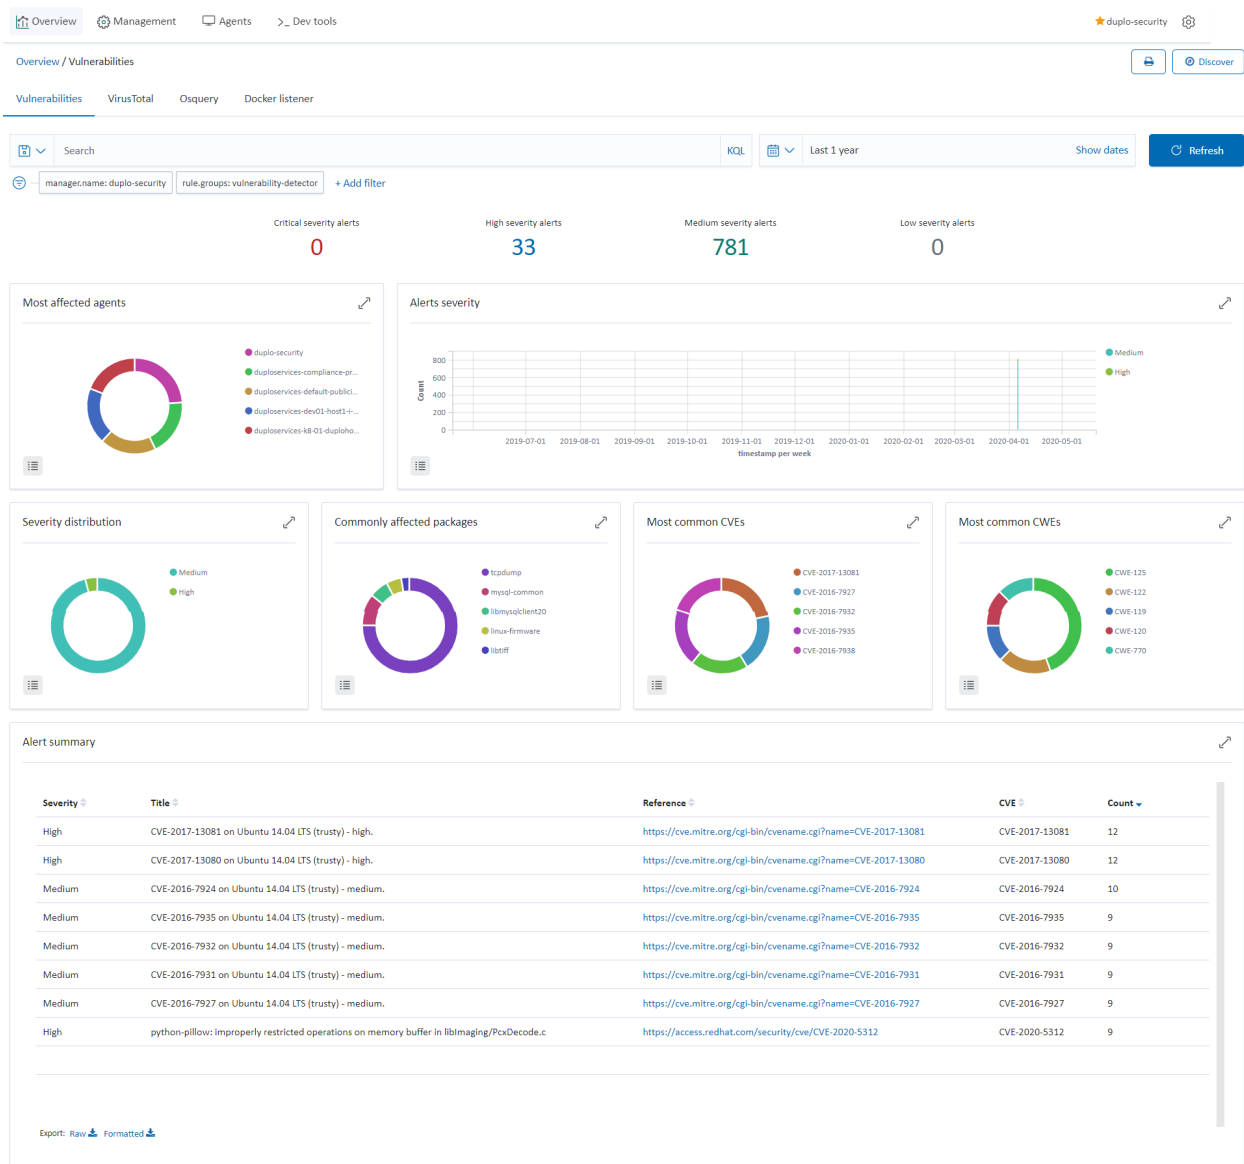 Overview Management Agents >_ Dev tools duplo-security
Overview / Vulnerabilities Discover
Vulnerabilities VirusTotal Osquery Docker listener
Search KQL Last 1 year Show dates Refresh
manager.name: duplo-security rule.groups: vulnerability-detector + Add filter
Critical severity alerts High severity alerts Medium severity alerts Low severity alerts
0 33 781 0
Most affected agents
duplo-security
duploservices-compliance-pr...
duploservices-default-publici...
duploservices-dev01-host1-i-...
duploservices-k8-01-duploho...
Alerts severity
Count
800
600
400
200
0
2019-07-01 2019-08-01 2019-09-01 2019-10-01 2019-11-01 2019-12-01 2020-01-01 2020-02-01 2020-03-01 2020-04-01 2020-05-01
timestamp per week
Medium
High
Severity distribution
Medium
High
Commonly affected packages
tcpdump
mysql-common
libmysqlclient20
linux-firmware
libtiff
Most common CVEs
CVE-2017-13081
CVE-2016-7927
CVE-2016-7932
CVE-2016-7935
CVE-2016-7938
Most common CWEs
CWE-125
CWE-122
CWE-119
CWE-120
CWE-770
Alert summary
Severity Title Reference CVE Count
High CVE-2017-13081 on Ubuntu 14.04 LTS (trusty) - high. https://cve.mitre.org/cgi-bin/cvename.cgi?name=CVE-2017-13081 CVE-2017-13081 12
High CVE-2017-13080 on Ubuntu 14.04 LTS (trusty) - high. https://cve.mitre.org/cgi-bin/cvename.cgi?name=CVE-2017-13080 CVE-2017-13080 12
Medium CVE-2016-7924 on Ubuntu 14.04 LTS (trusty) - medium. https://cve.mitre.org/cgi-bin/cvename.cgi?name=CVE-2016-7924 CVE-2016-7924 10
Medium CVE-2016-7935 on Ubuntu 14.04 LTS (trusty) - medium. https://cve.mitre.org/cgi-bin/cvename.cgi?name=CVE-2016-7935 CVE-2016-7935 9
Medium CVE-2016-7932 on Ubuntu 14.04 LTS (trusty) - medium. https://cve.mitre.org/cgi-bin/cvename.cgi?name=CVE-2016-7932 CVE-2016-7932 9
Medium CVE-2016-7931 on Ubuntu 14.04 LTS (trusty) - medium. https://cve.mitre.org/cgi-bin/cvename.cgi?name=CVE-2016-7931 CVE-2016-7931 9
Medium CVE-2016-7927 on Ubuntu 14.04 LTS (trusty) - medium. https://cve.mitre.org/cgi-bin/cvename.cgi?name=CVE-2016-7927 CVE-2016-7927 9
High python-pillow: improperly restricted operations on memory buffer in libImaging/PcxDecode.c https://access.redhat.com/security/cve/CVE-2020-5312 CVE-2020-5312 9
Export: Raw Formatted